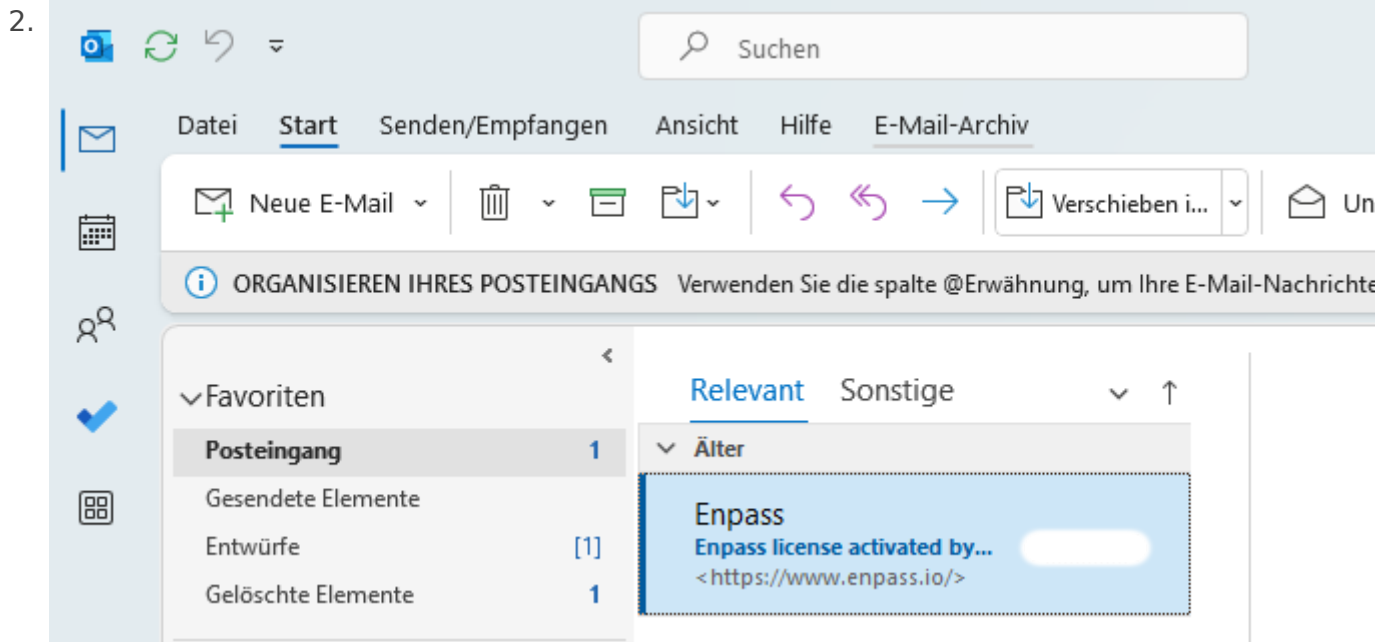 2.
Suchen
Datei Start Senden/Empfangen Ansicht Hilfe E-Mail-Archiv
Neue E-Mail Verschieben i... Un
ORGANISIEREN IHRES POSTEINGANGS Verwenden Sie die spalte @Erwähnung, um Ihre E-Mail-Nachrichte
Favoriten
Posteingang 1
Gesendete Elemente
Entwürfe [1]
Gelöschte Elemente 1
Relevant Sonstige
Älter
Enpass
Enpass license activated by...
<https://www.enpass.io/>